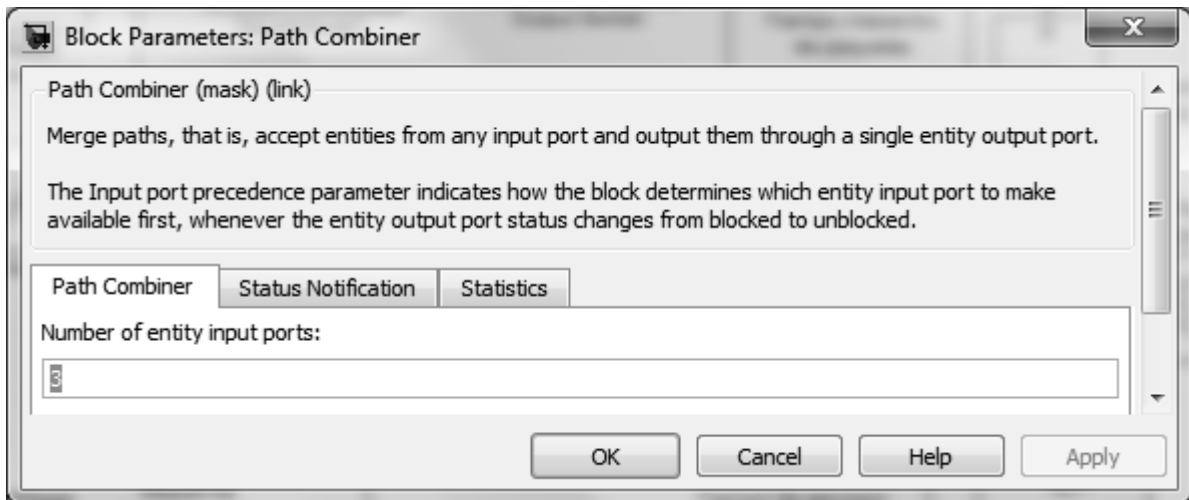 Block Parameters: Path Combiner
X
Path Combiner (mask) (link)
Merge paths, that is, accept entities from any input port and output them through a single entity output port.
The Input port precedence parameter indicates how the block determines which entity input port to make
available first, whenever the entity output port status changes from blocked to unblocked.
Path Combiner Status Notification Statistics
Number of entity input ports:
3
OK Cancel Help Apply